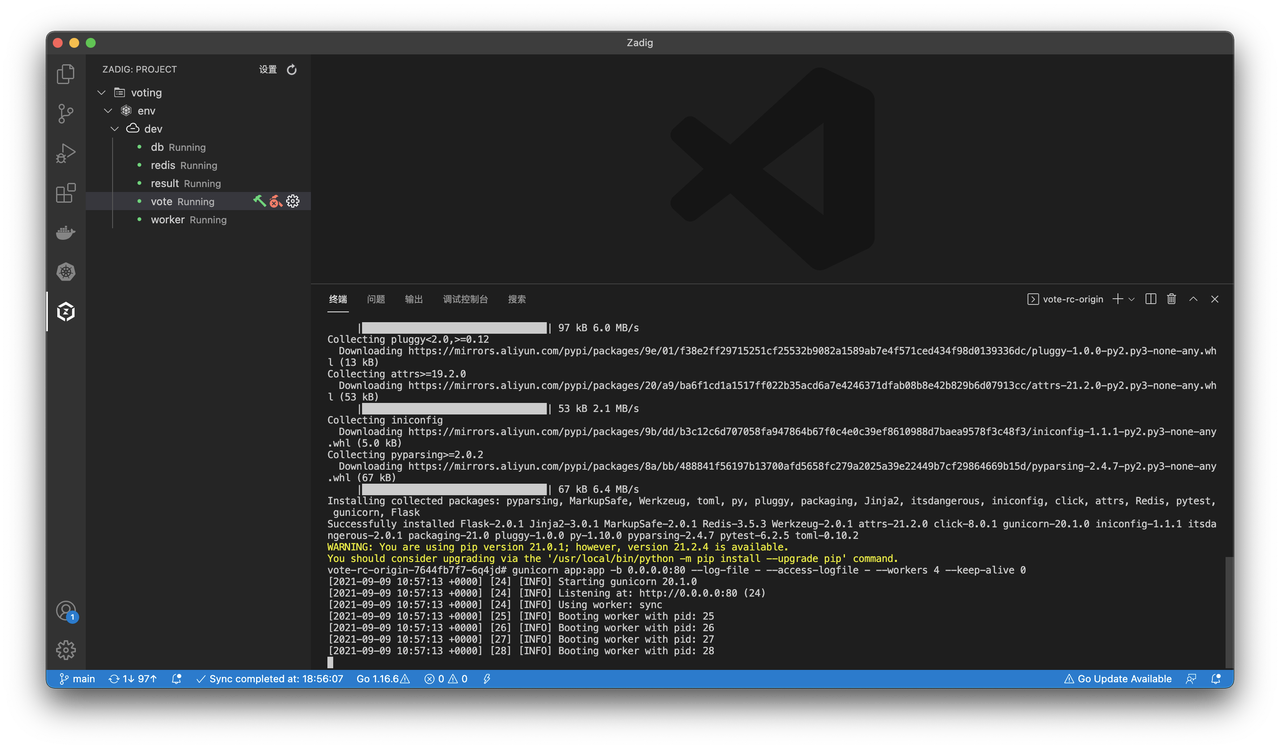 Zadig
ZADIG: PROJECT 设置
voting
env
dev
db Running
redis Running
result Running
vote Running
worker Running
终端 问题 输出 调试控制台 搜索 vote-rc-origin
| | 97 kB 6.0 MB/s
Collecting pluggy<2.0,>=0.12
Downloading https://mirrors.aliyun.com/pypi/packages/9e/01/f38e2ff29715251cf25532b9082a1589ab7e4f571ced434f98d0139336dc/pluggy-1.0.0-py2.py3-none-any.wh
l (13 kB)
Collecting attrs>=19.2.0
Downloading https://mirrors.aliyun.com/pypi/packages/20/a9/ba6f1cd1a1517ff022b35acd6a7e4246371dfab08b8e42b829b6d07913cc/attrs-21.2.0-py2.py3-none-any.wh
l (53 kB)
| | 53 kB 2.1 MB/s
Collecting iniconfig
Downloading https://mirrors.aliyun.com/pypi/packages/9b/dd/b3c12c6d707058fa947864b67f0c4e0c39ef8610988d7baea9578f3c48f3/iniconfig-1.1.1-py2.py3-none-any
.whl (5.0 kB)
Collecting pyparsing>=2.0.2
Downloading https://mirrors.aliyun.com/pypi/packages/8a/bb/488841f56197b13700afd5658fc279a2025a39e22449b7cf29864669b15d/pyparsing-2.4.7-py2.py3-none-any
.whl (67 kB)
| | 67 kB 6.4 MB/s
Installing collected packages: pyparsing, MarkupSafe, Werkzeug, toml, py, pluggy, packaging, Jinja2, itsdangerous, iniconfig, click, attrs, Redis, pytest,
gunicorn, Flask
Successfully installed Flask-2.0.1 Jinja2-3.0.1 MarkupSafe-2.0.1 Redis-3.5.3 Werkzeug-2.0.1 attrs-21.2.0 click-8.0.1 gunicorn-20.1.0 iniconfig-1.1.1 itsda
ngerous-2.0.1 packaging-21.0 pluggy-1.0.0 py-1.10.0 pyparsing-2.4.7 pytest-6.2.5 toml-0.10.2
WARNING: You are using pip version 21.0.1; however, version 21.2.4 is available.
You should consider upgrading via the '/usr/local/bin/python -m pip install --upgrade pip' command.
vote-rc-origin-7644fb7f7-6q4jd# gunicorn app:app -b 0.0.0.0:80 --log-file - --access-logfile - --workers 4 --keep-alive 0
[2021-09-09 10:57:13 +0000] [24] [INFO] Starting gunicorn 20.1.0
[2021-09-09 10:57:13 +0000] [24] [INFO] Listening at: http://0.0.0.0:80 (24)
[2021-09-09 10:57:13 +0000] [24] [INFO] Using worker: sync
[2021-09-09 10:57:13 +0000] [25] [INFO] Booting worker with pid: 25
[2021-09-09 10:57:13 +0000] [26] [INFO] Booting worker with pid: 26
[2021-09-09 10:57:13 +0000] [27] [INFO] Booting worker with pid: 27
[2021-09-09 10:57:13 +0000] [28] [INFO] Booting worker with pid: 28
1
main 1↓ 97↑ Sync completed at: 18:56:07 Go 1.16.6 0 0 Go Update Available